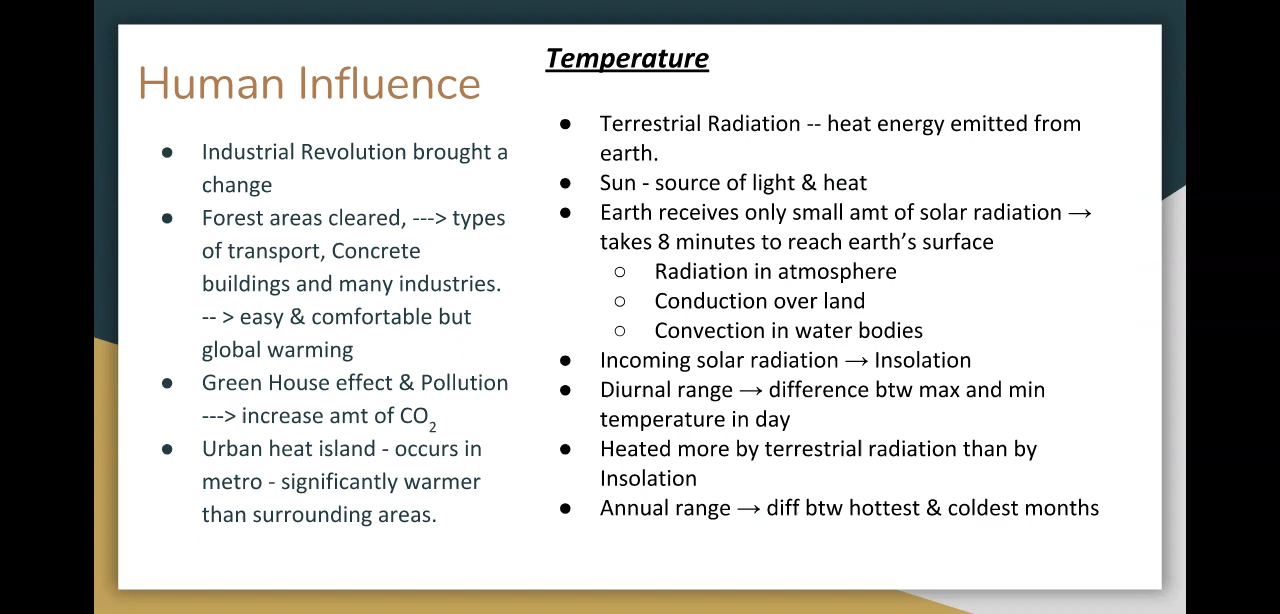 Human Influence
● Industrial Revolution brought a
change
● Forest areas cleared, ---> types
of transport, Concrete
buildings and many industries.
-- > easy & comfortable but
global warming
● Green House effect & Pollution
---> increase amt of CO₂
● Urban heat island - occurs in
metro - significantly warmer
than surrounding areas.
Temperature
● Terrestrial Radiation -- heat energy emitted from
earth.
● Sun - source of light & heat
● Earth receives only small amt of solar radiation →
takes 8 minutes to reach earth’s surface
○ Radiation in atmosphere
○ Conduction over land
○ Convection in water bodies
● Incoming solar radiation → Insolation
● Diurnal range → difference btw max and min
temperature in day
● Heated more by terrestrial radiation than by
Insolation
● Annual range → diff btw hottest & coldest months